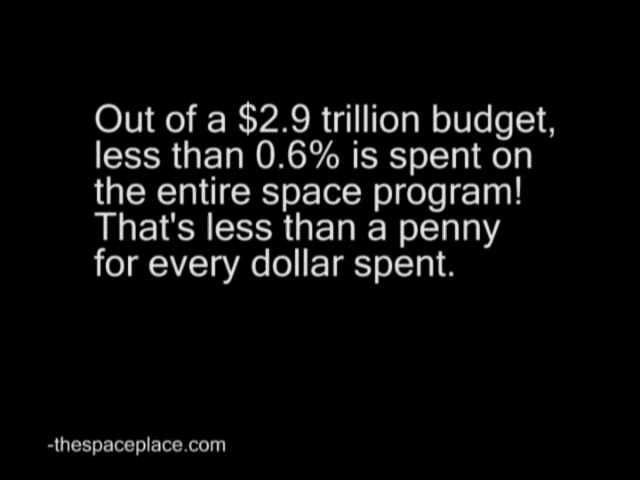 Out of a $2.9 trillion budget,
less than 0.6% is spent on
the entire space program!
That's less than a penny
for every dollar spent.
-thespaceplace.com